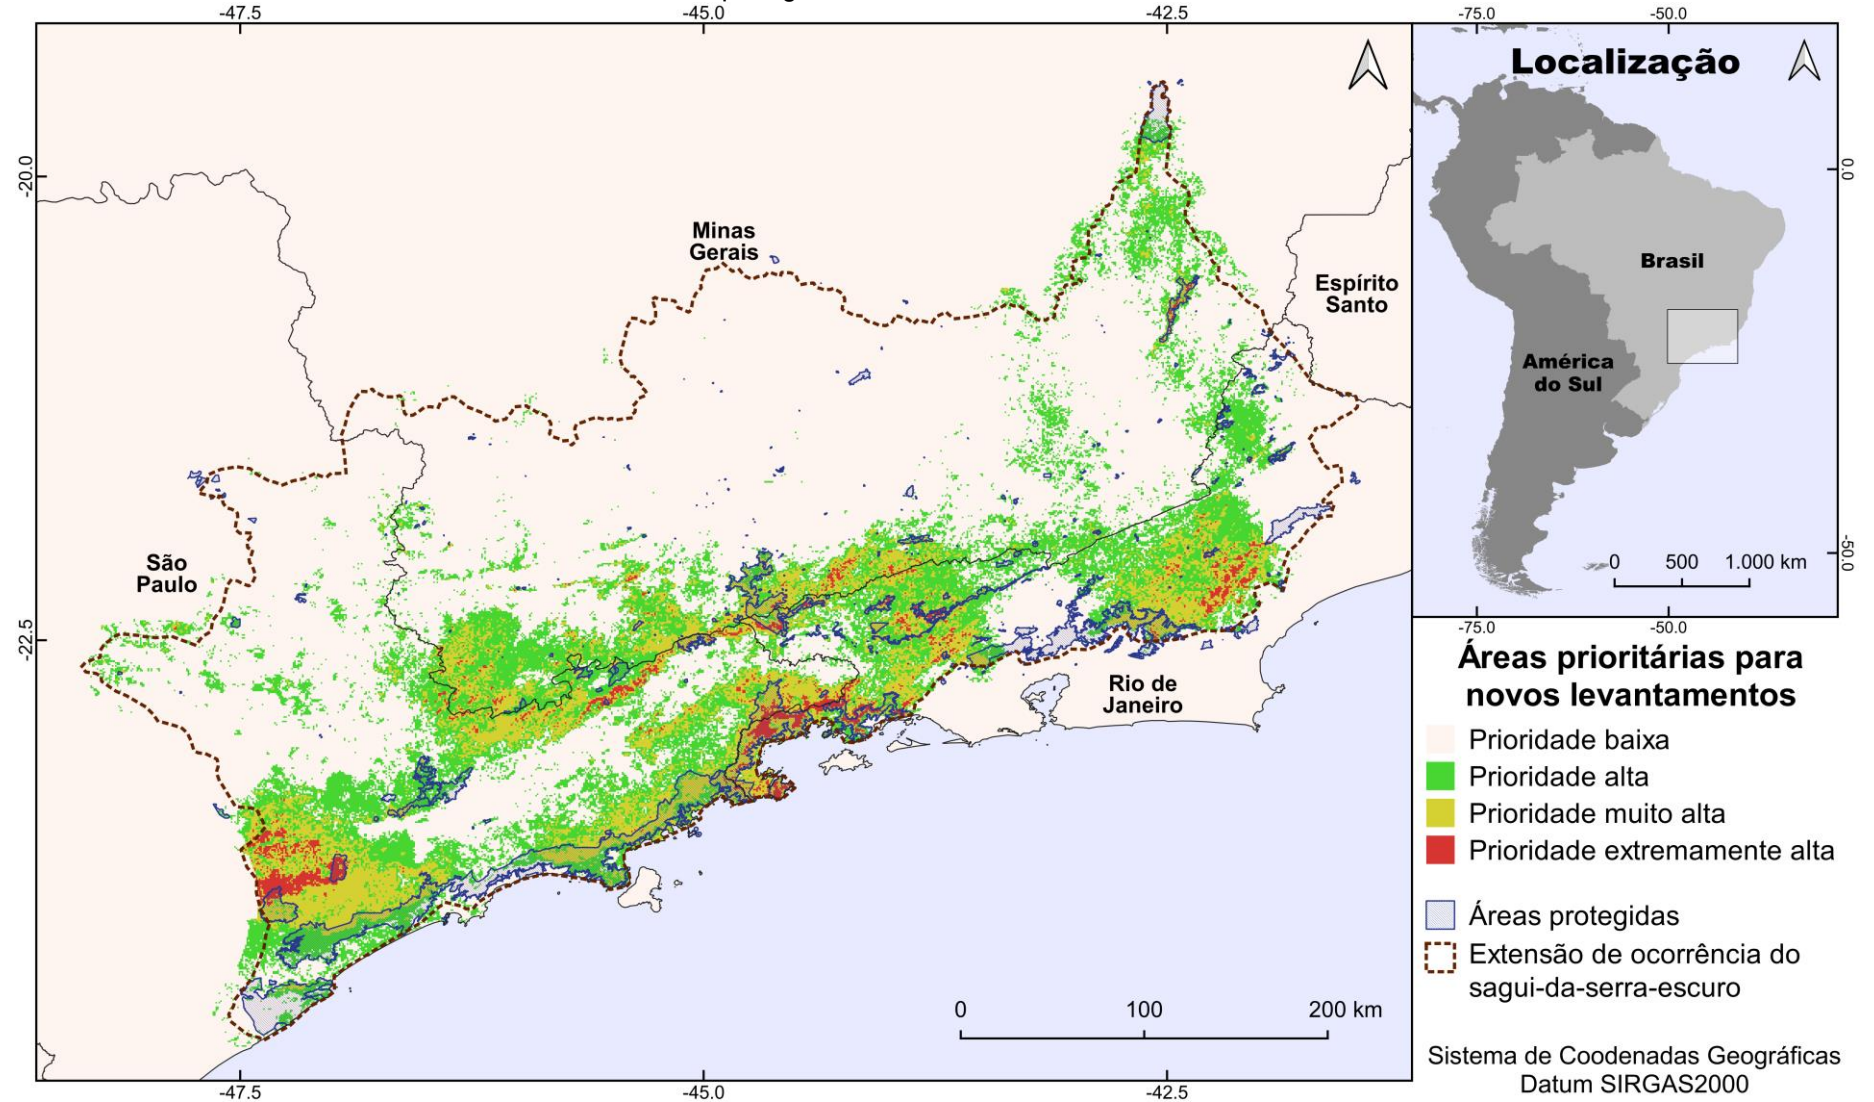 -47.5
-45.0
-42.5
-75.0
-50.0
Localização
-20.0
0.0
Minas
Gerais
Espírito
Santo
Brasil
América
do Sul
São
Paulo
0
500
1.000 km
-50.0
-75.0
-50.0
-22.5
Rio de
Janeiro
Áreas prioritárias para
novos levantamentos
Prioridade baixa
Prioridade alta
Prioridade muito alta
Prioridade extremamente alta
Áreas protegidas
Extensão de ocorrência do
sagui-da-serra-escuro
0
100
200 km
Sistema de Coodenadas Geográficas
Datum SIRGAS2000
-47.5
-45.0
-42.5